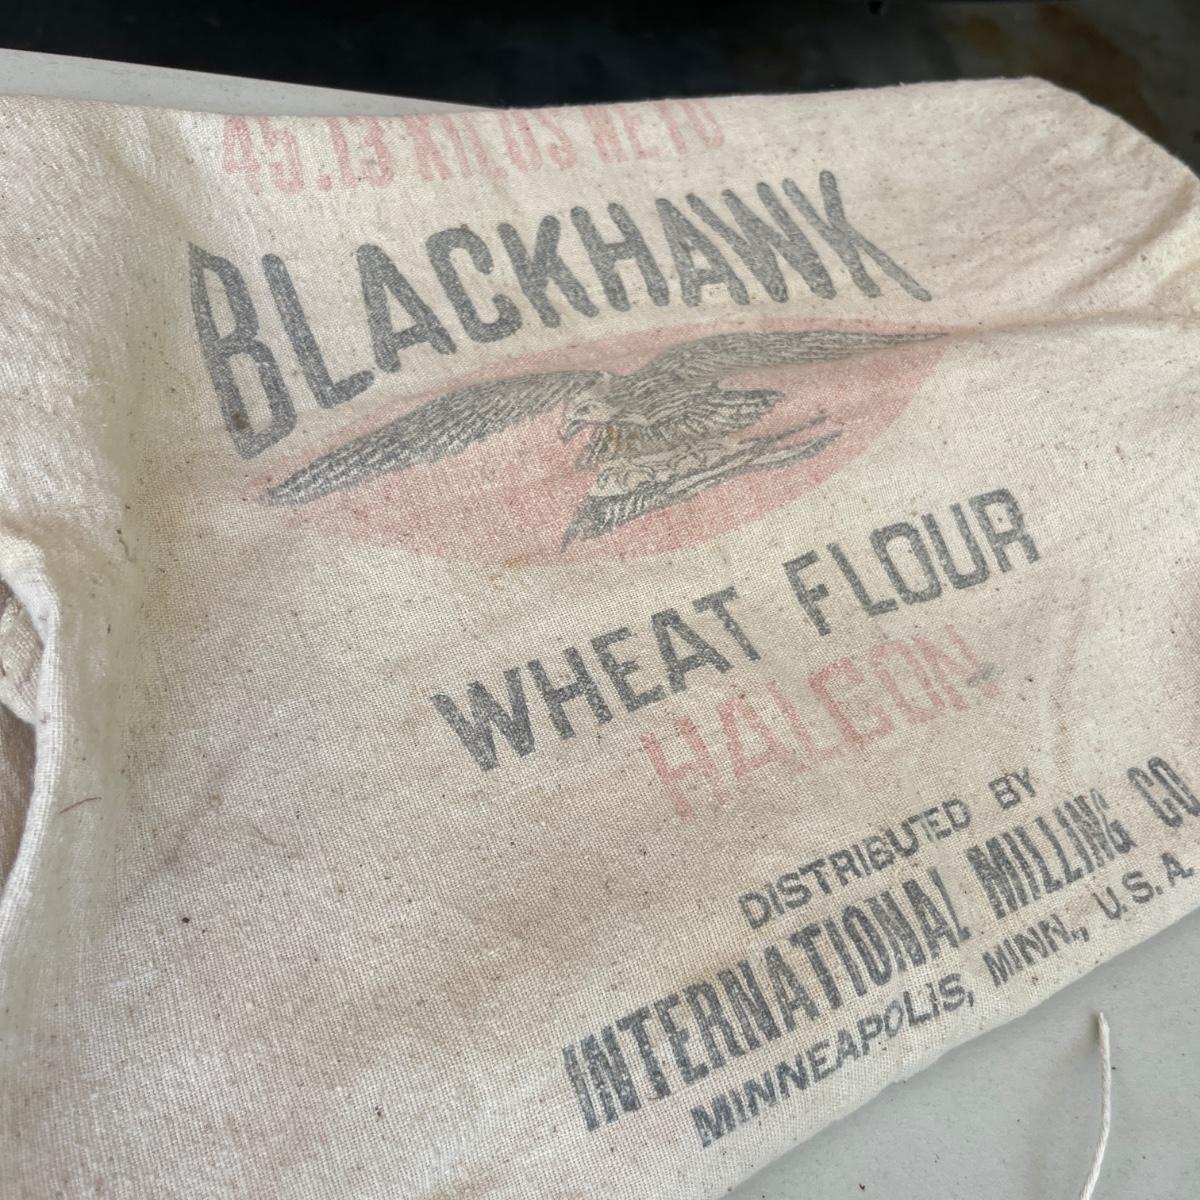 45.13 KILOS NETO
BLACKHAWK
WHEAT FLOUR
HALCON
DISTRIBUTED BY
INTERNATIONAL MILLING CO
MINNEAPOLIS, MINN., U.S.A.